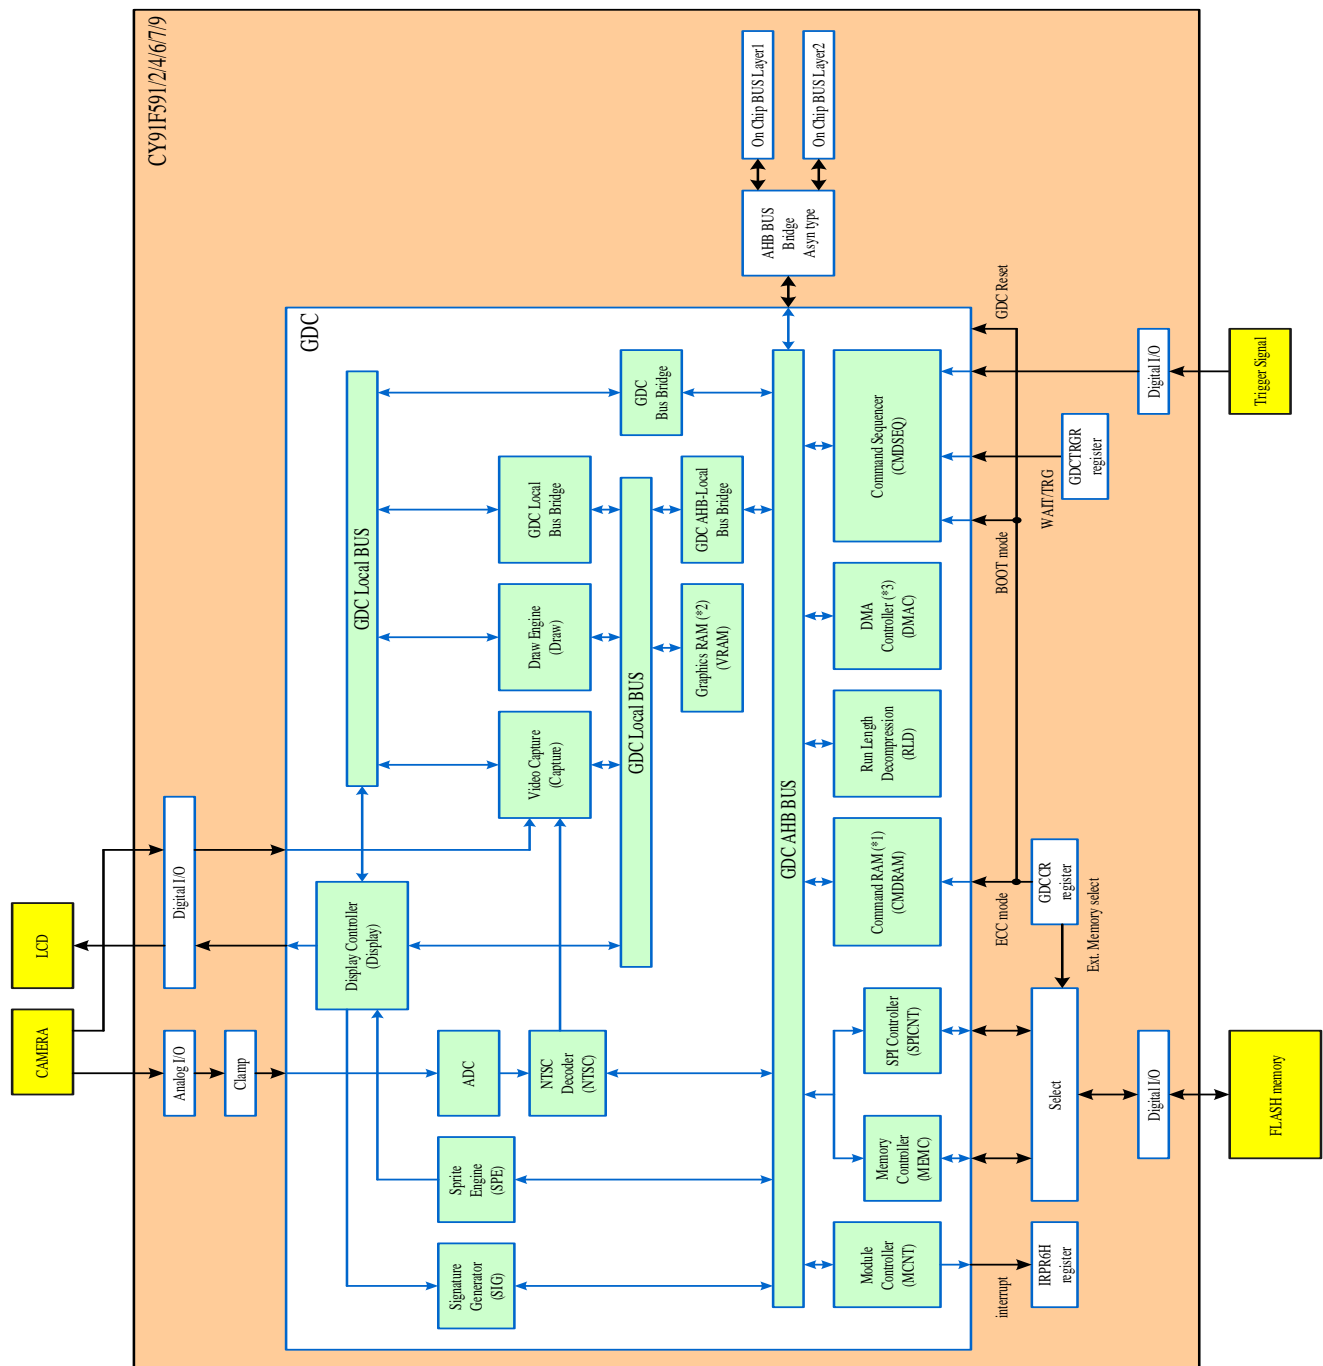 CY91F591/2/4/6/7/9
CAMERA
LCD
Analog I/O
Clamp
Digital I/O
GDC
Signature
Generator
(SIG)
Sprite
Engine
(SPE)
ADC
NTSC
Decoder
(NTSC)
Display Controller
(Display)
Video Capture
(Capture)
Draw Engine
(Draw)
GDC Local
Bus Bridge
GDC Local BUS
GDC
Bus Bridge
GDC Local BUS
Graphics RAM (*2)
(VRAM)
GDC AHB-Local
Bus Bridge
GDC AHB BUS
Module
Controller
(MCNT)
Memory
Controller
(MEMC)
SPI Controller
(SPICNT)
Command RAM (*1)
(CMDRAM)
Run Length
Decompression
(RLD)
DMA
Controller (*3)
(DMAC)
Command Sequencer
(CMDSEQ)
AHB BUS
Bridge
Asyn type
On Chip BUS Layer1
On Chip BUS Layer2
interrupt
ECC mode
BOOT mode
WAIT/TRG
GDC Reset
IRPR6H
register
Select
Ext. Memory select
GDCCR
register
GDCTRGR
register
Digital I/O
Digital I/O
FLASH memory
Trigger Signal